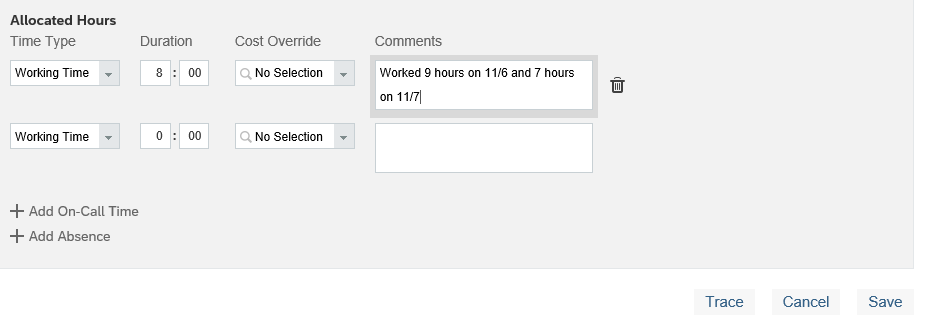 Allocated Hours
Time Type Duration Cost Override Comments
Working Time 8 : 00 No Selection Worked 9 hours on 11/6 and 7 hours
on 11/7
Working Time 0 : 00 No Selection
Add On-Call Time
Add Absence
Trace Cancel Save